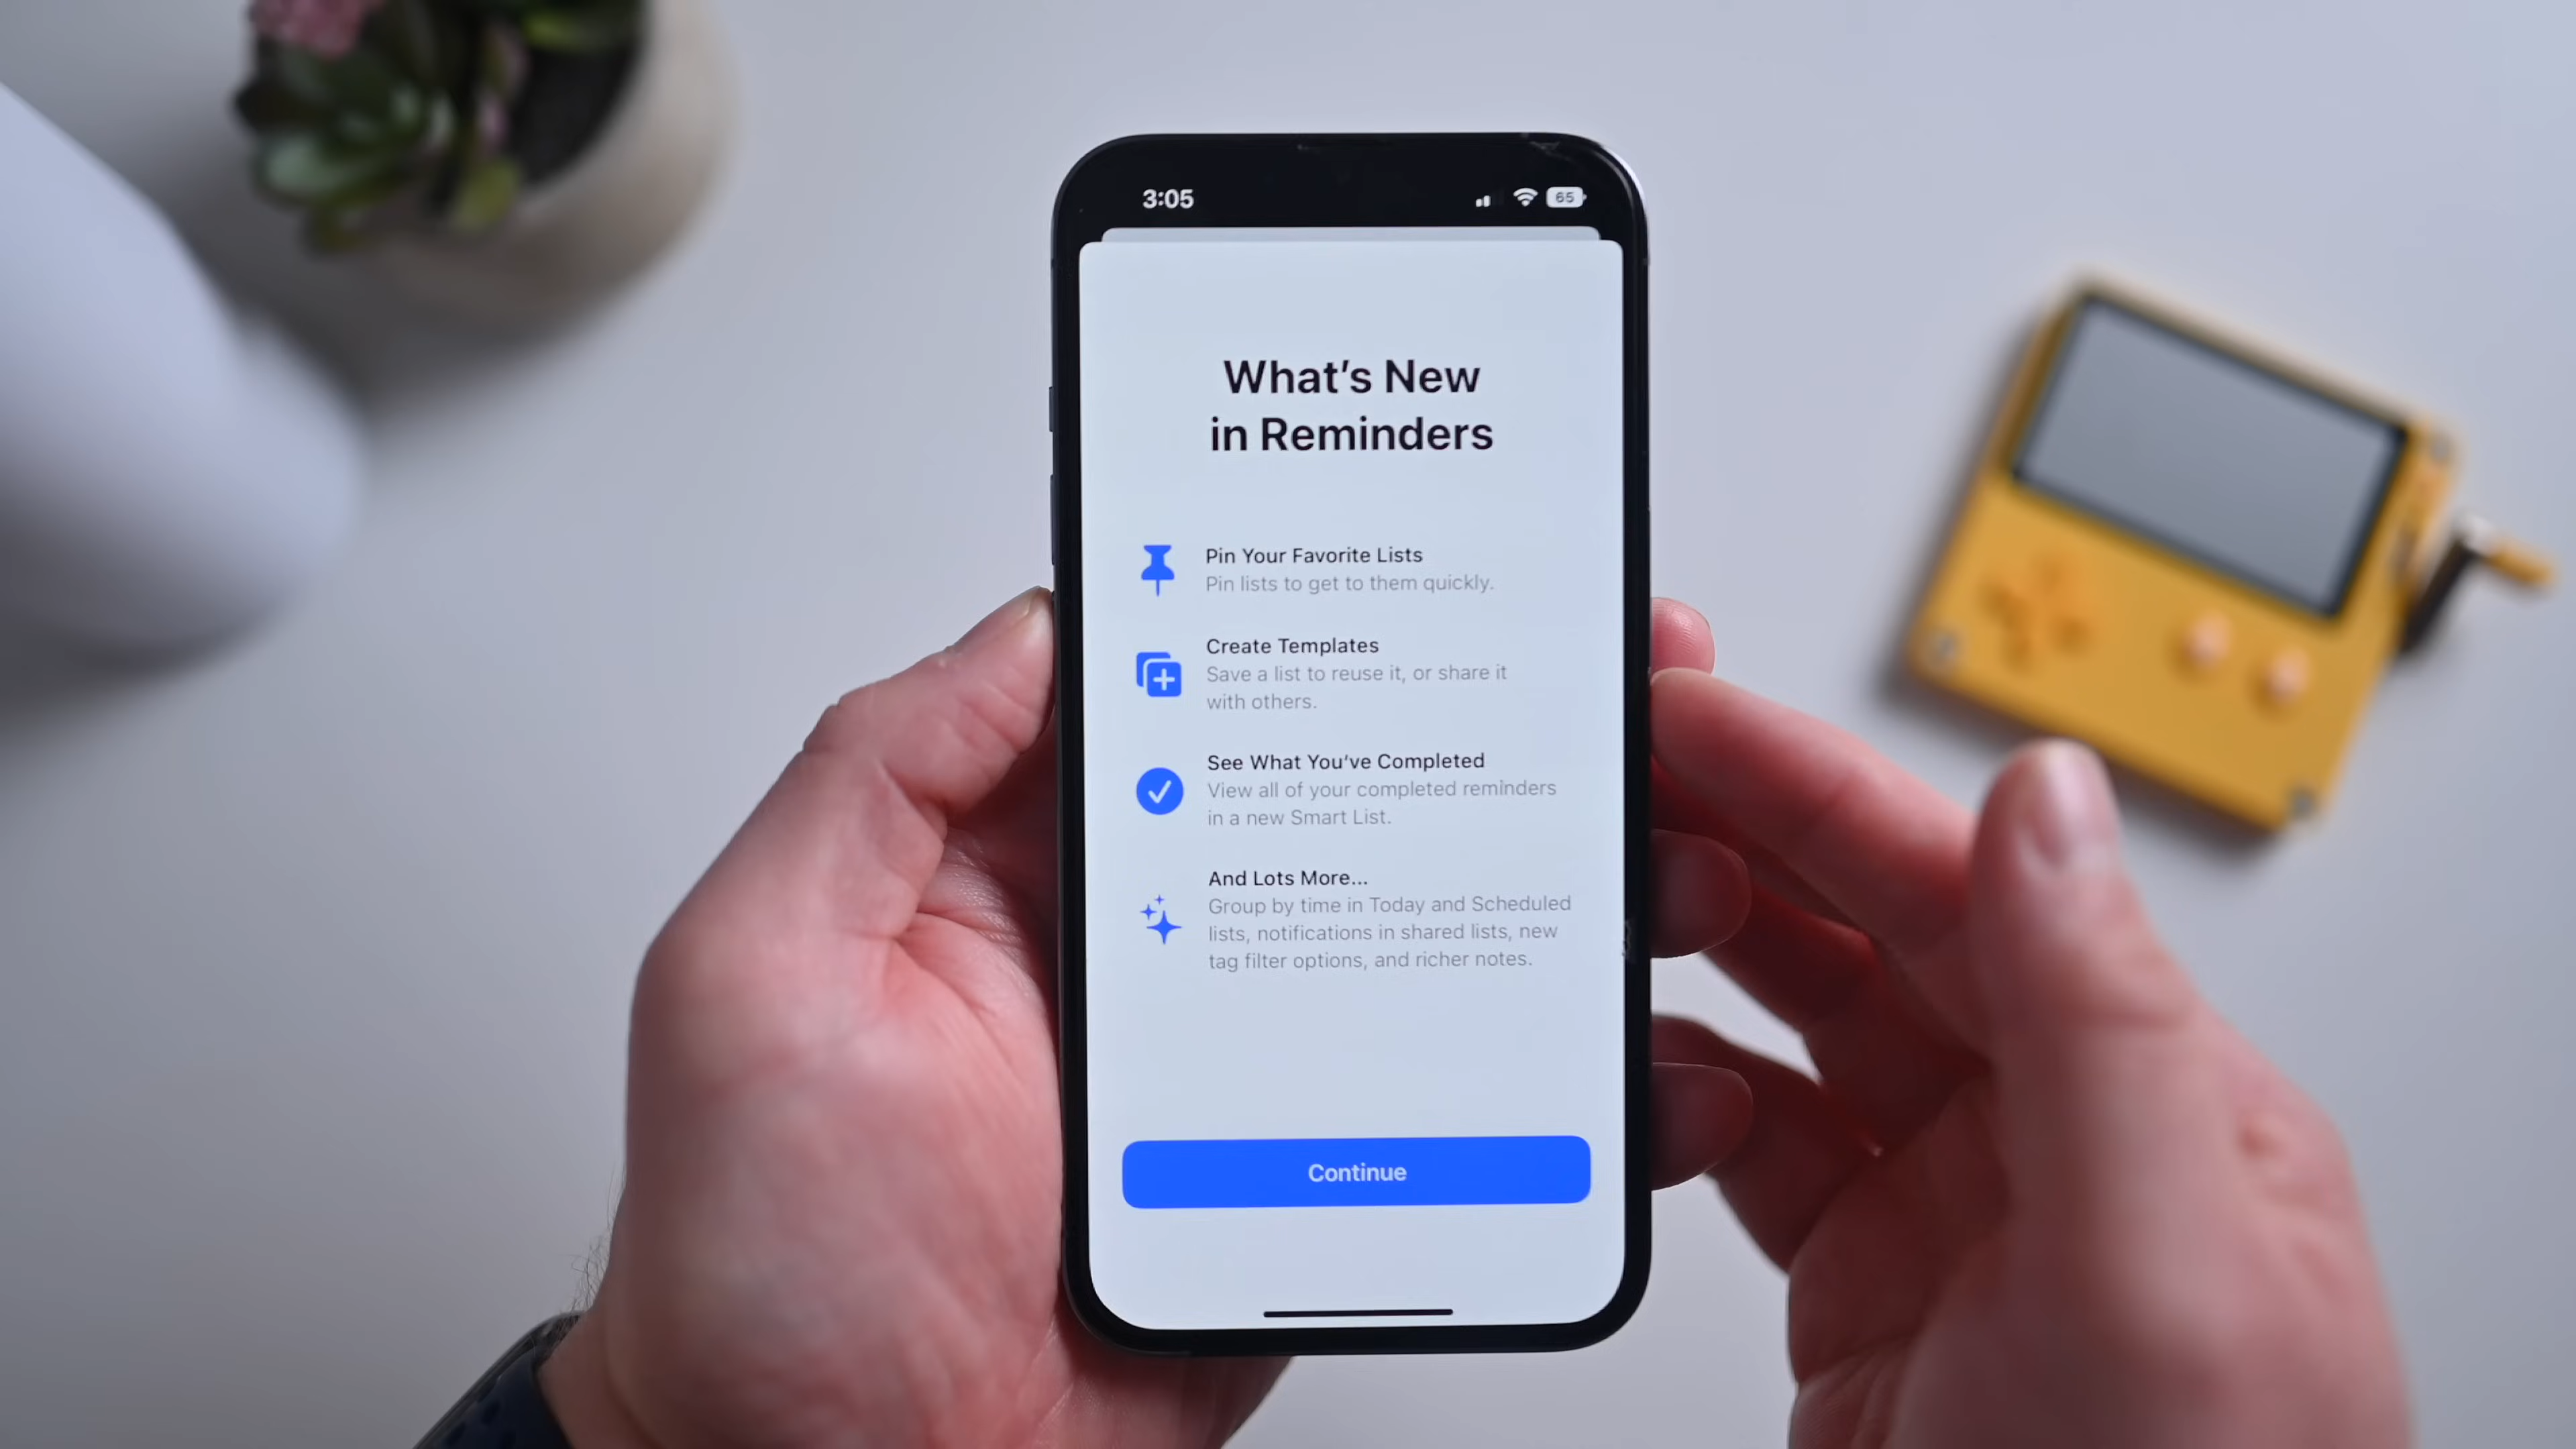 3:05
65
What's New
in Reminders
Pin Your Favorite Lists
Pin lists to get to them quickly.
Create Templates
Save a list to reuse it, or share it
with others.
See What You've Completed
View all of your completed reminders
in a new Smart List.
And Lots More...
Group by time in Today and Scheduled
lists, notifications in shared lists, new
tag filter options, and richer notes.
Continue